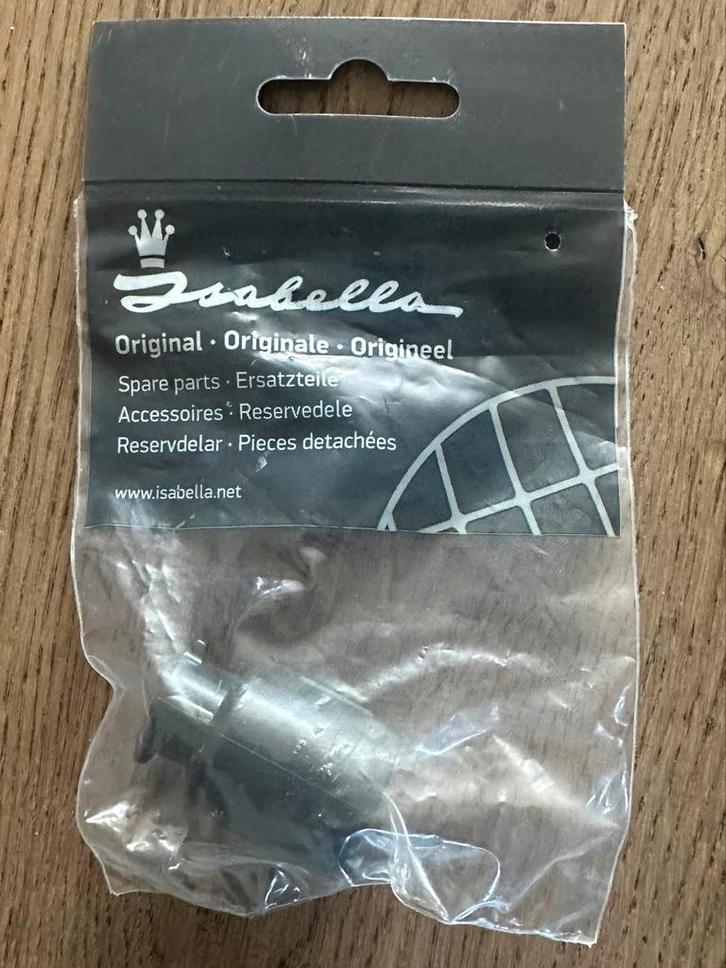 Isabella
Original · Originale · Origineel
Spare parts · Ersatzteile
Accessoires · Reservedele
Reservdelar · Pieces detachées
www.isabella.net